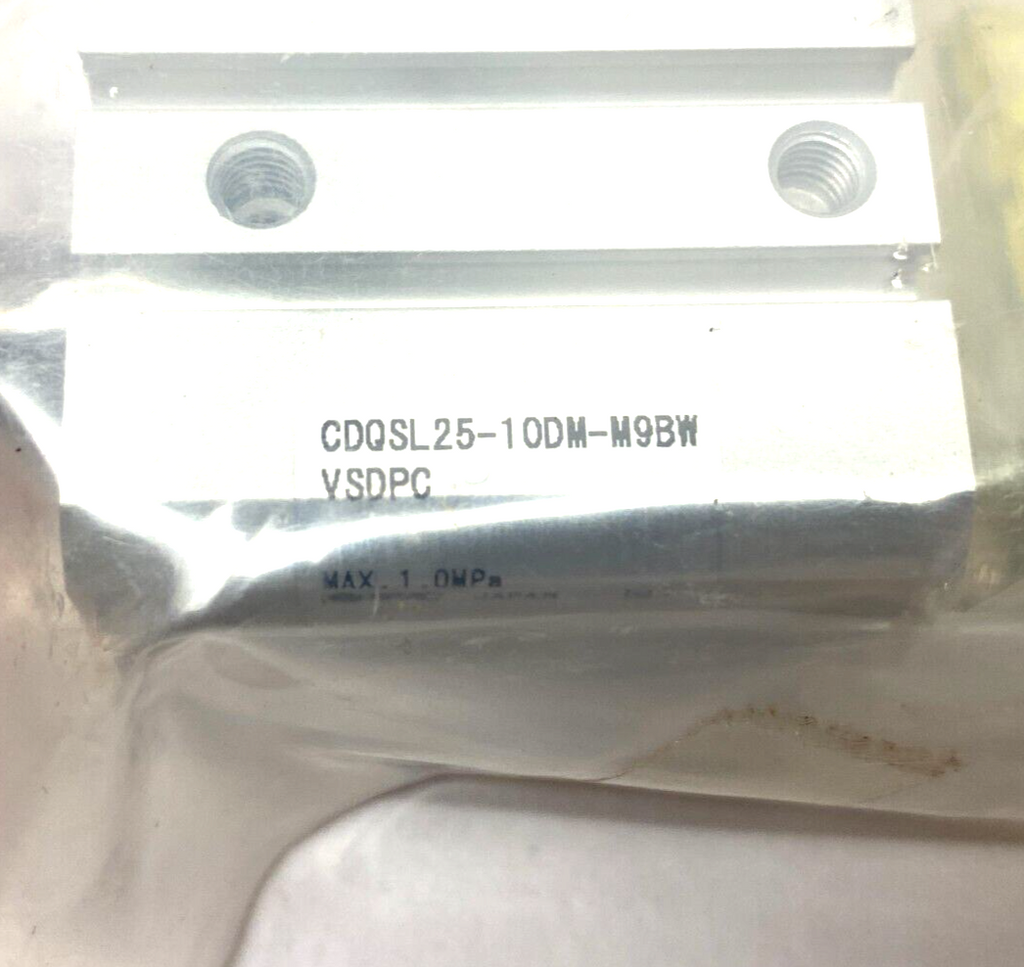 CDQSL25-10DM-M9BW
VSDPC
MAX.1.0MPa
JAPAN